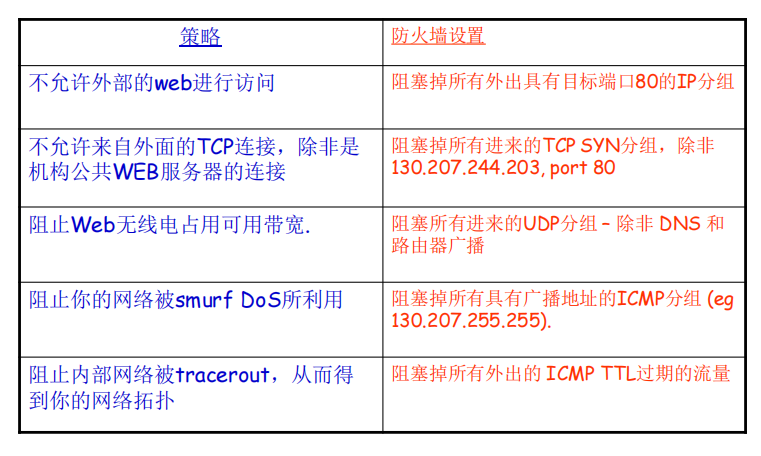 策略
防火墙设置
不允许外部的web进行访问
阻塞掉所有外出具有目标端口80的IP分组
不允许来自外面的TCP连接，除非是
机构公共WEB服务器的连接
阻塞掉所有进来的TCP SYN分组，除非
130.207.244.203, port 80
阻止Web无线电占用可用带宽.
阻塞所有进来的UDP分组 – 除非 DNS 和
路由器广播
阻止你的网络被smurf DoS所利用
阻塞掉所有具有广播地址的ICMP分组 (eg
130.207.255.255).
阻止内部网络被tracerout，从而得
到你的网络拓扑
阻塞掉所有外出的 ICMP TTL过期的流量